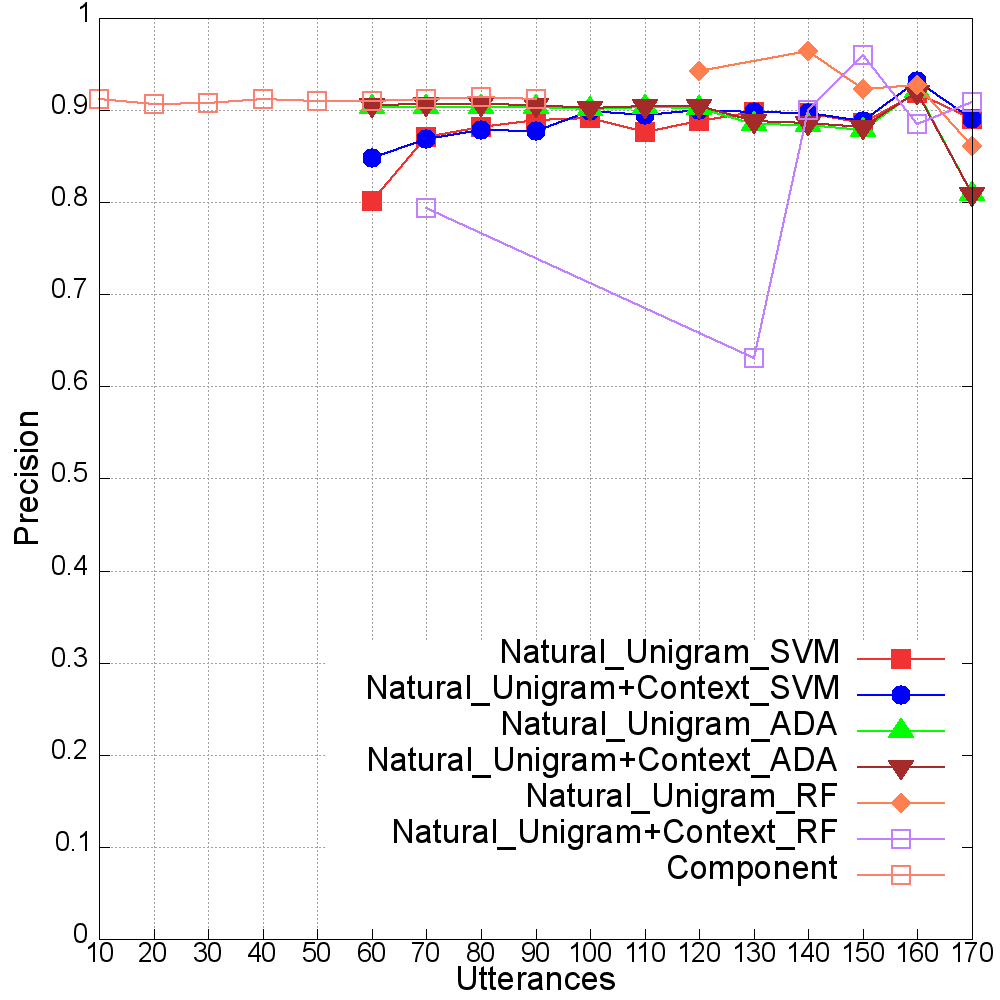 1
0.9
0.8
0.7
0.6
0.5
0.4
0.3
0.2
0.1
0
Precision
Natural_Unigram_SVM
Natural_Unigram+Context_SVM
Natural_Unigram_ADA
Natural_Unigram+Context_ADA
Natural_Unigram_RF
Natural_Unigram+Context_RF
Component
10 20 30 40 50 60 70 80 90 100 110 120 130 140 150 160 170
Utterances